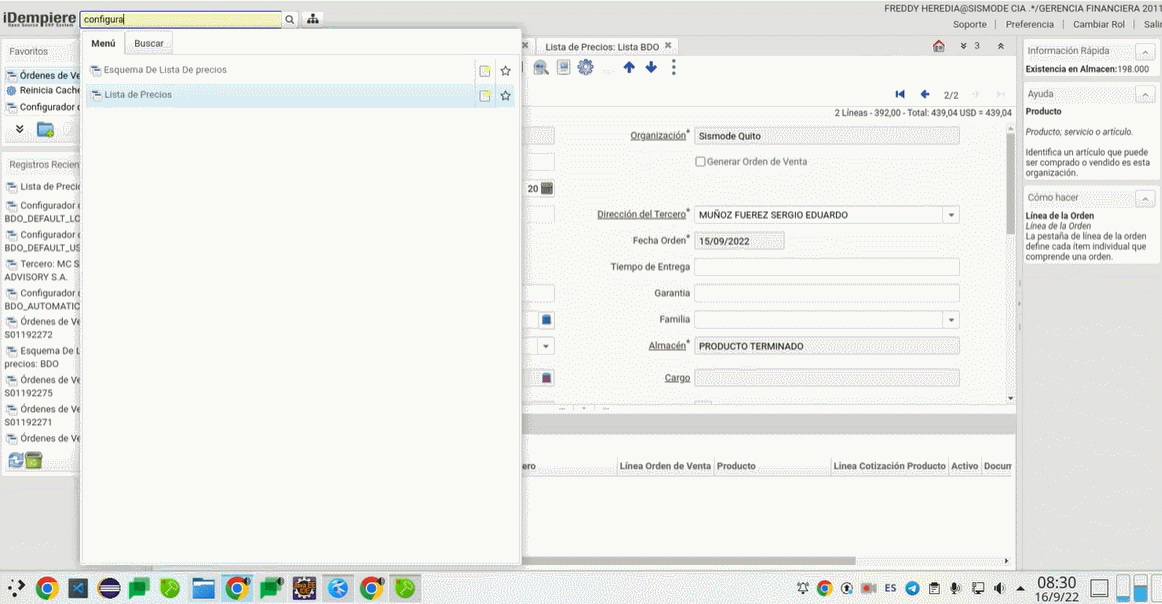 FREDDY HEREDIA@SISMODE CIA .*/GERENCIA FINANCIERA 2011
iDempiere
Open Source ERP System
configura
Soporte | Preferencia | Cambiar Rol | Salir
Favoritos
Menú Buscar
Esquema De Lista De precios
Lista de Precios
Órdenes de Ve
Reinicia Cache
Configurador d
Registros Recien
Lista de Preci
Configurador
BDO_DEFAULT_LO
Configurador
BDO_DEFAULT_US
Tercero: MC S
ADVISORY S.A.
Configurador
BDO_AUTOMATIC
Órdenes de Ve
S01192272
Esquema De L
precios: BDO
Órdenes de Ve
S01192275
Órdenes de Ve
S01192271
Órdenes de Ve
Lista de Precios: Lista BDO
3
2/2
2 Líneas - 392,00 - Total: 439,04 USD = 439,04
Organización* Sismode Quito
Generar Orden de Venta
20
Dirección del Tercero* MUÑOZ FUEREZ SERGIO EDUARDO
Fecha Orden* 15/09/2022
Tiempo de Entrega
Garantia
Familia
Almacén* PRODUCTO TERMINADO
Cargo
ero Línea Orden de Venta Producto Linea Cotización Producto Activo Docum
Información Rápida
Existencia en Almacen:198.000
Ayuda
Producto
Producto, servicio o artículo.
Identifica un artículo que puede
ser comprado o vendido es esta
organización.
Cómo hacer
Línea de la Orden
Línea de la Orden
La pestaña de línea de la orden
define cada ítem individual que
comprende una orden.
ES
08:30
16/9/22